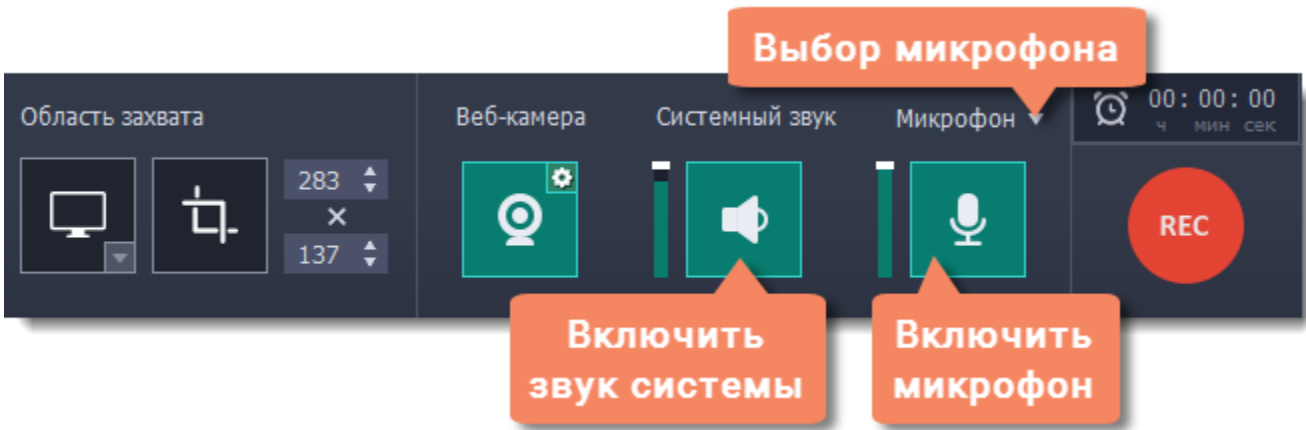 Выбор микрофона
Область захвата
Веб-камера
Системный звук
Микрофон
00: 00: 00
ч мин сек
283
×
137
REC
Включить
звук системы
Включить
микрофон